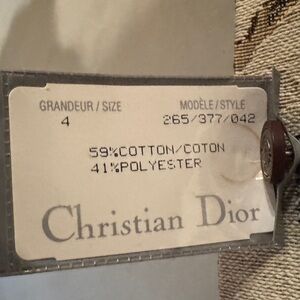 GRANDEUR/SIZE MODÈLE/STYLE
4 265/377/042
59%COTTON/COTON
41%POLYESTER
Christian Dior